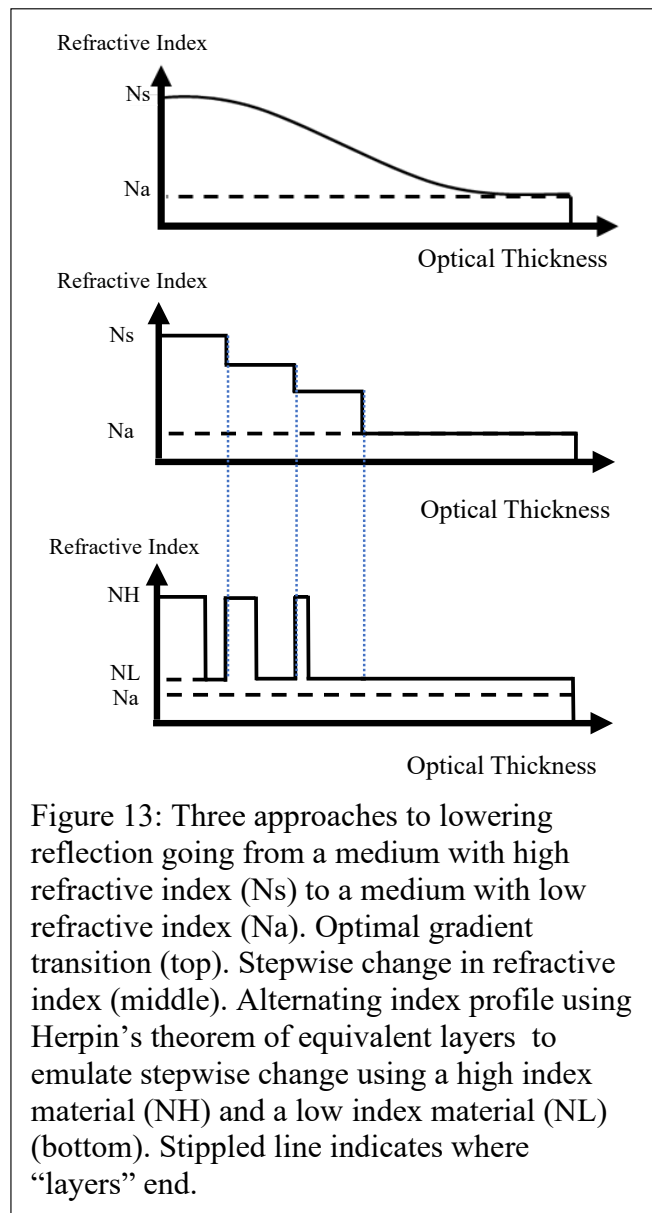 Refractive Index
Ns
Na
Optical Thickness
Refractive Index
Ns
Na
Optical Thickness
Refractive Index
NH
NL
Na
Optical Thickness
Figure 13: Three approaches to lowering
reflection going from a medium with high
refractive index (Ns) to a medium with low
refractive index (Na). Optimal gradient
transition (top). Stepwise change in refractive
index (middle). Alternating index profile using
Herpin’s theorem of equivalent layers to
emulate stepwise change using a high index
material (NH) and a low index material (NL)
(bottom). Stippled line indicates where
“layers” end.